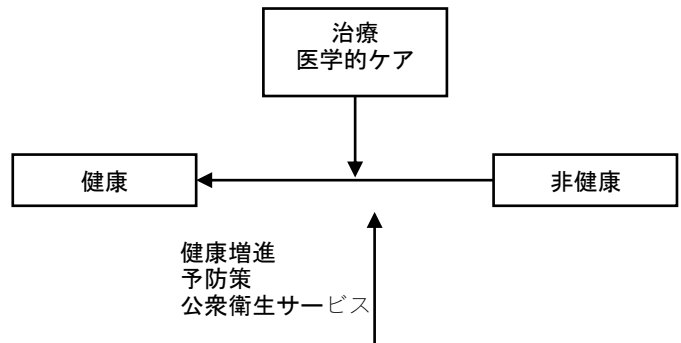 治療
医学的ケア
健康
非健康
健康増進
予防策
公衆衛生サービス